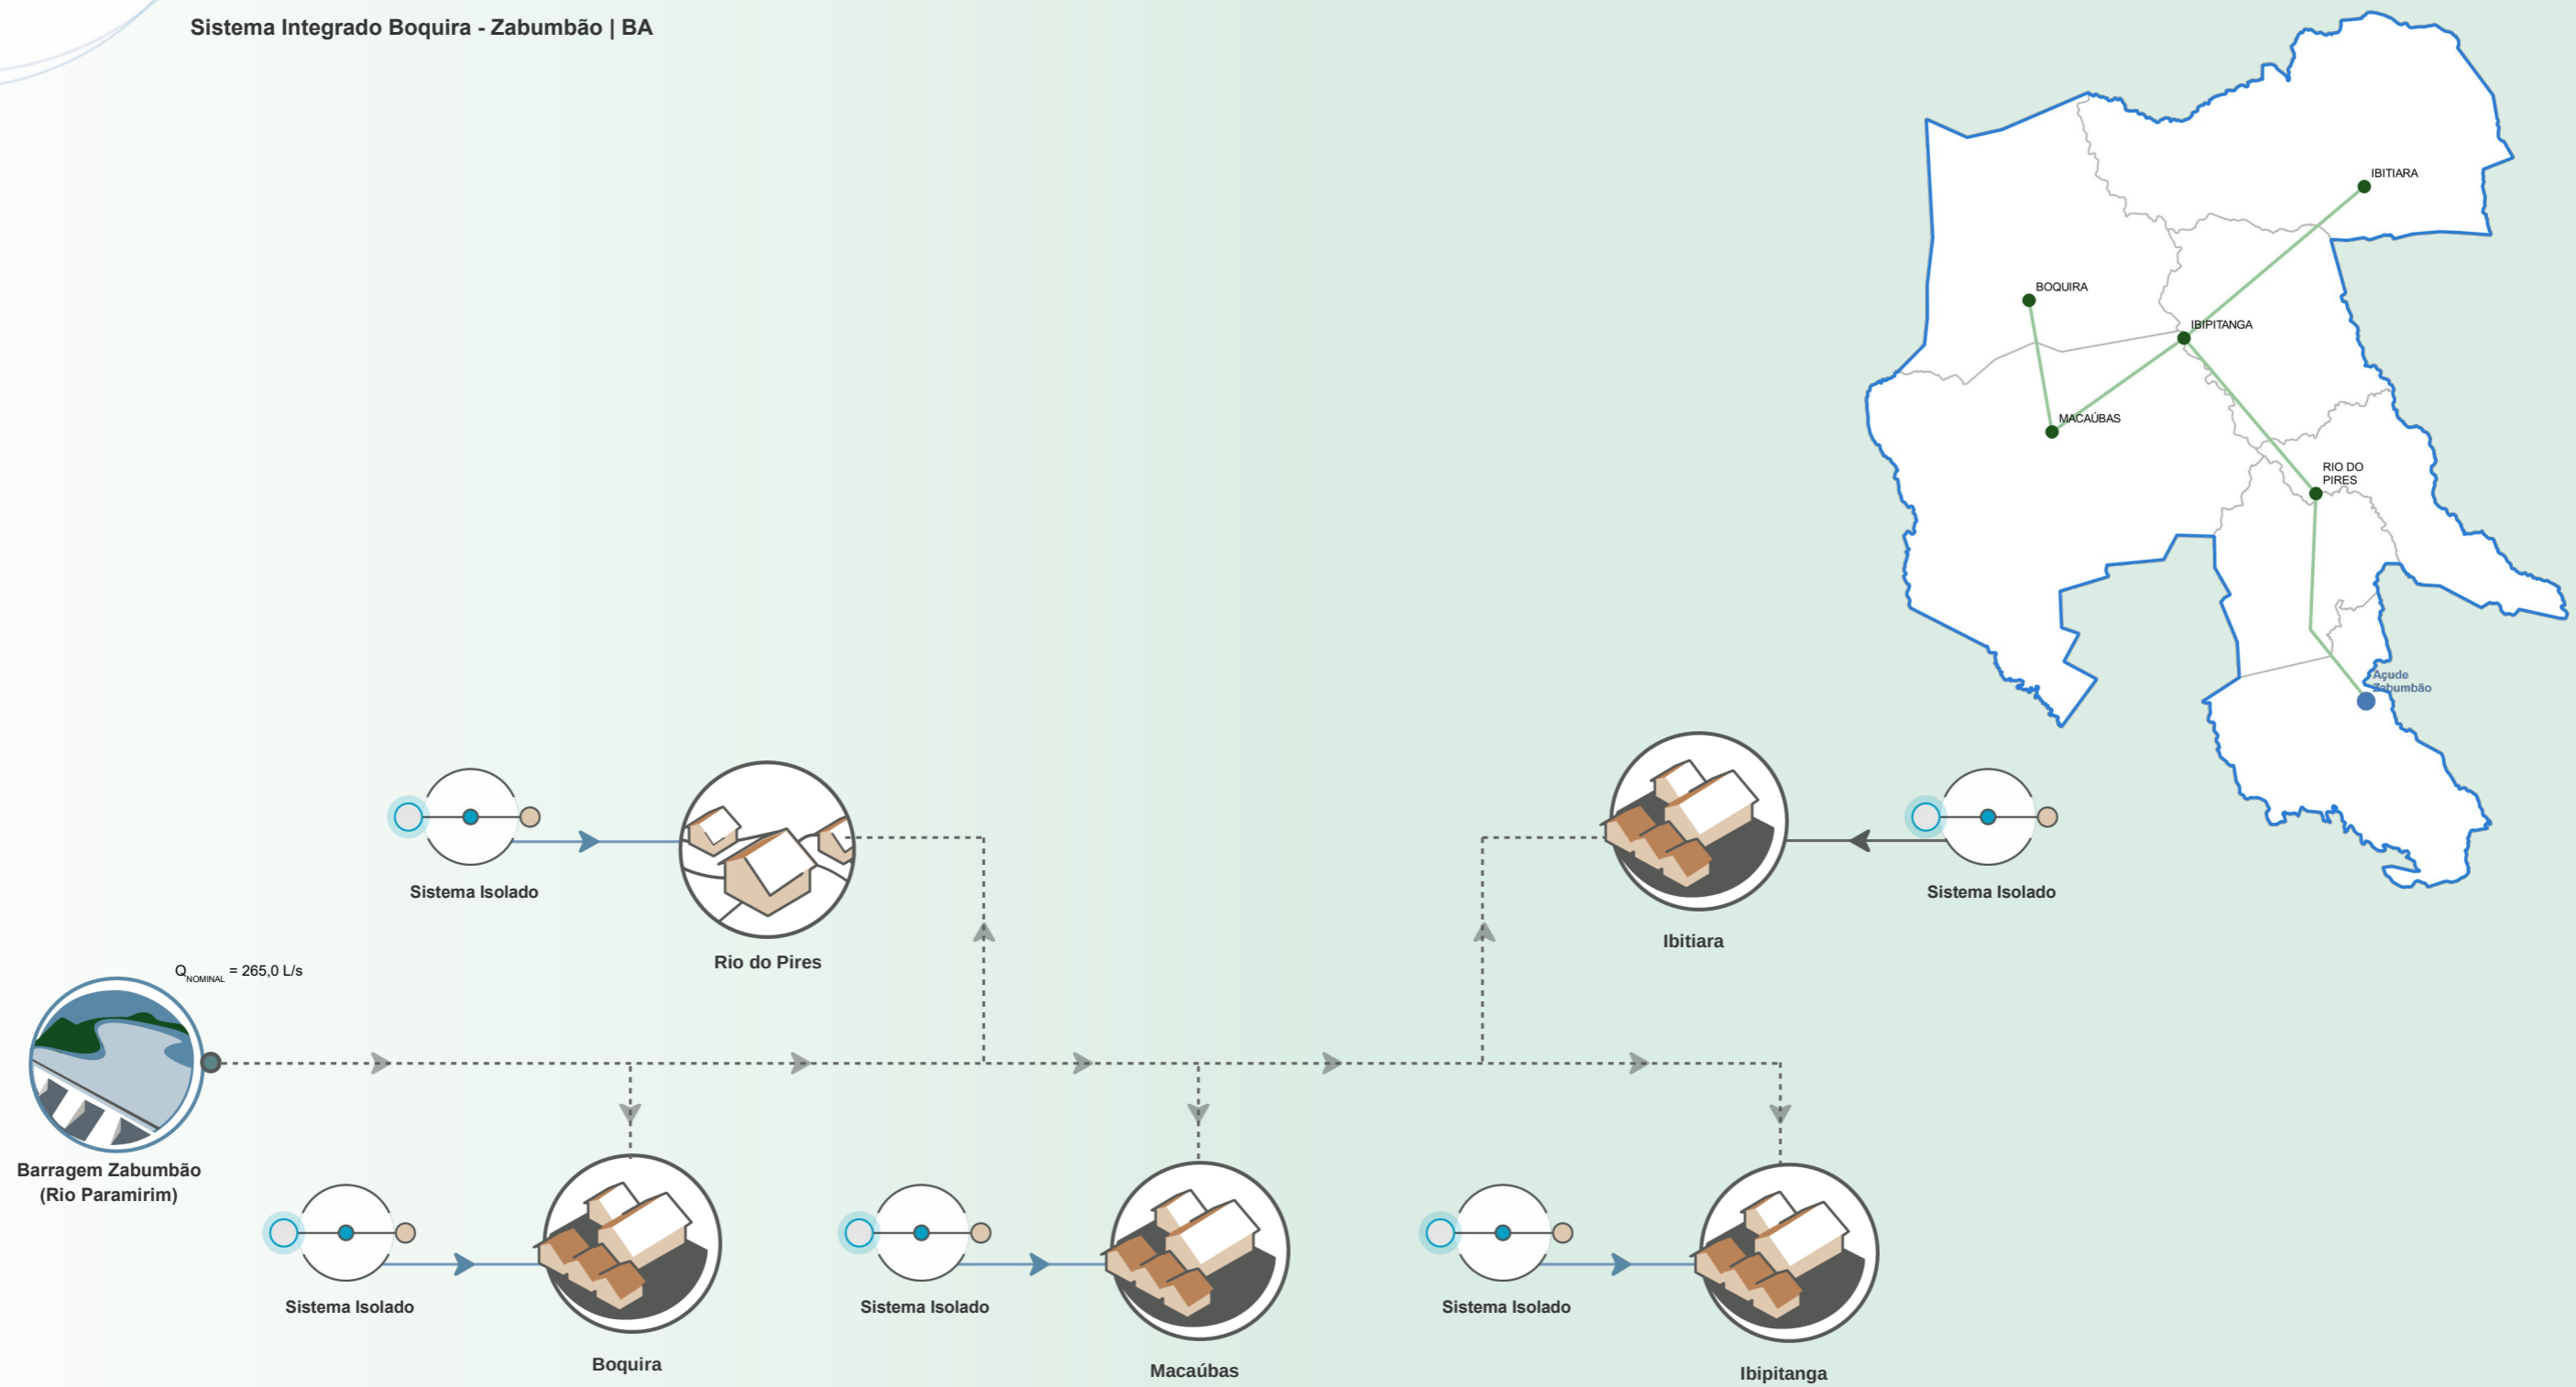 Sistema Integrado Boquira - Zabumbão | BA
IBITIARA
BOQUIRA
IBIPITANGA
MACAÚBAS
RIO DO
PIRES
Açude
Zabumbão
Sistema Isolado
Rio do Pires
Ibitiara
Sistema Isolado
QNOMINAL = 265,0 L/s
Barragem Zabumbão
(Rio Paramirim)
Sistema Isolado
Boquira
Sistema Isolado
Macaúbas
Sistema Isolado
Ibipitanga